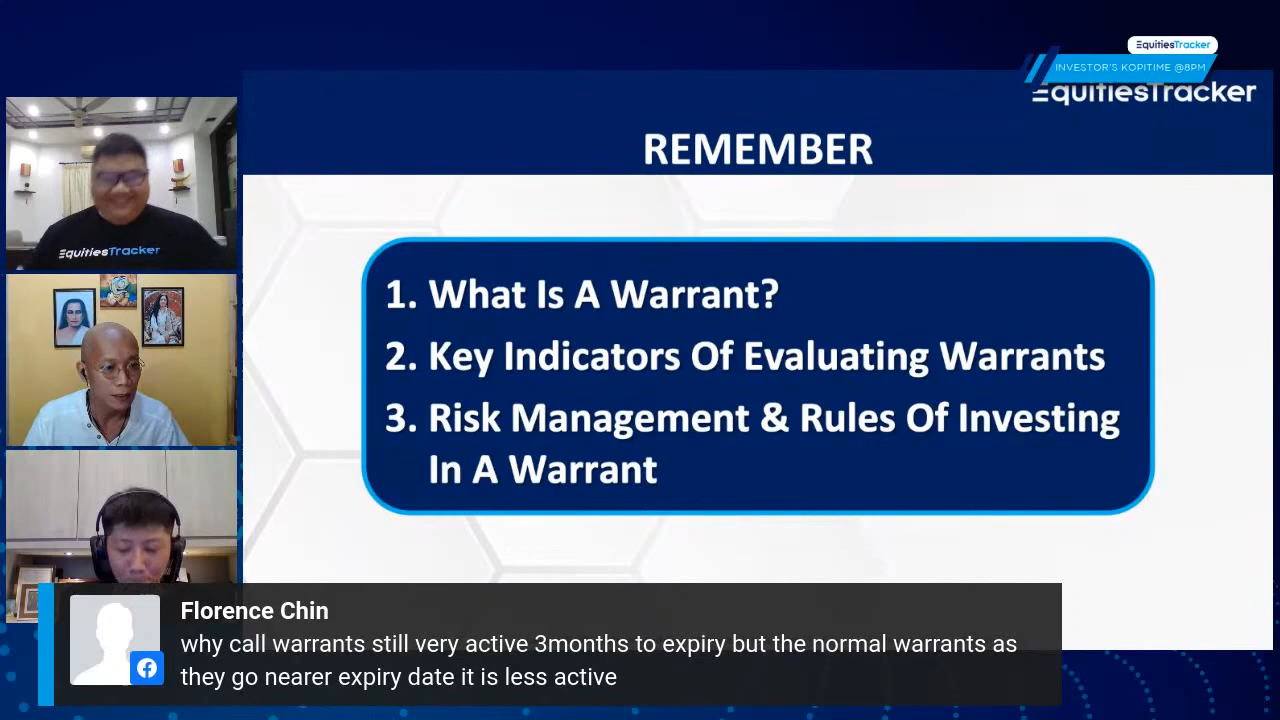 EquitiesTracker
INVESTOR'S KOPITIME @8PM
EquitiesTracker
REMEMBER
EquitiesTracker
1. What Is A Warrant?
2. Key Indicators Of Evaluating Warrants
3. Risk Management & Rules Of Investing
In A Warrant
Florence Chin
why call warrants still very active 3months to expiry but the normal warrants as
they go nearer expiry date it is less active